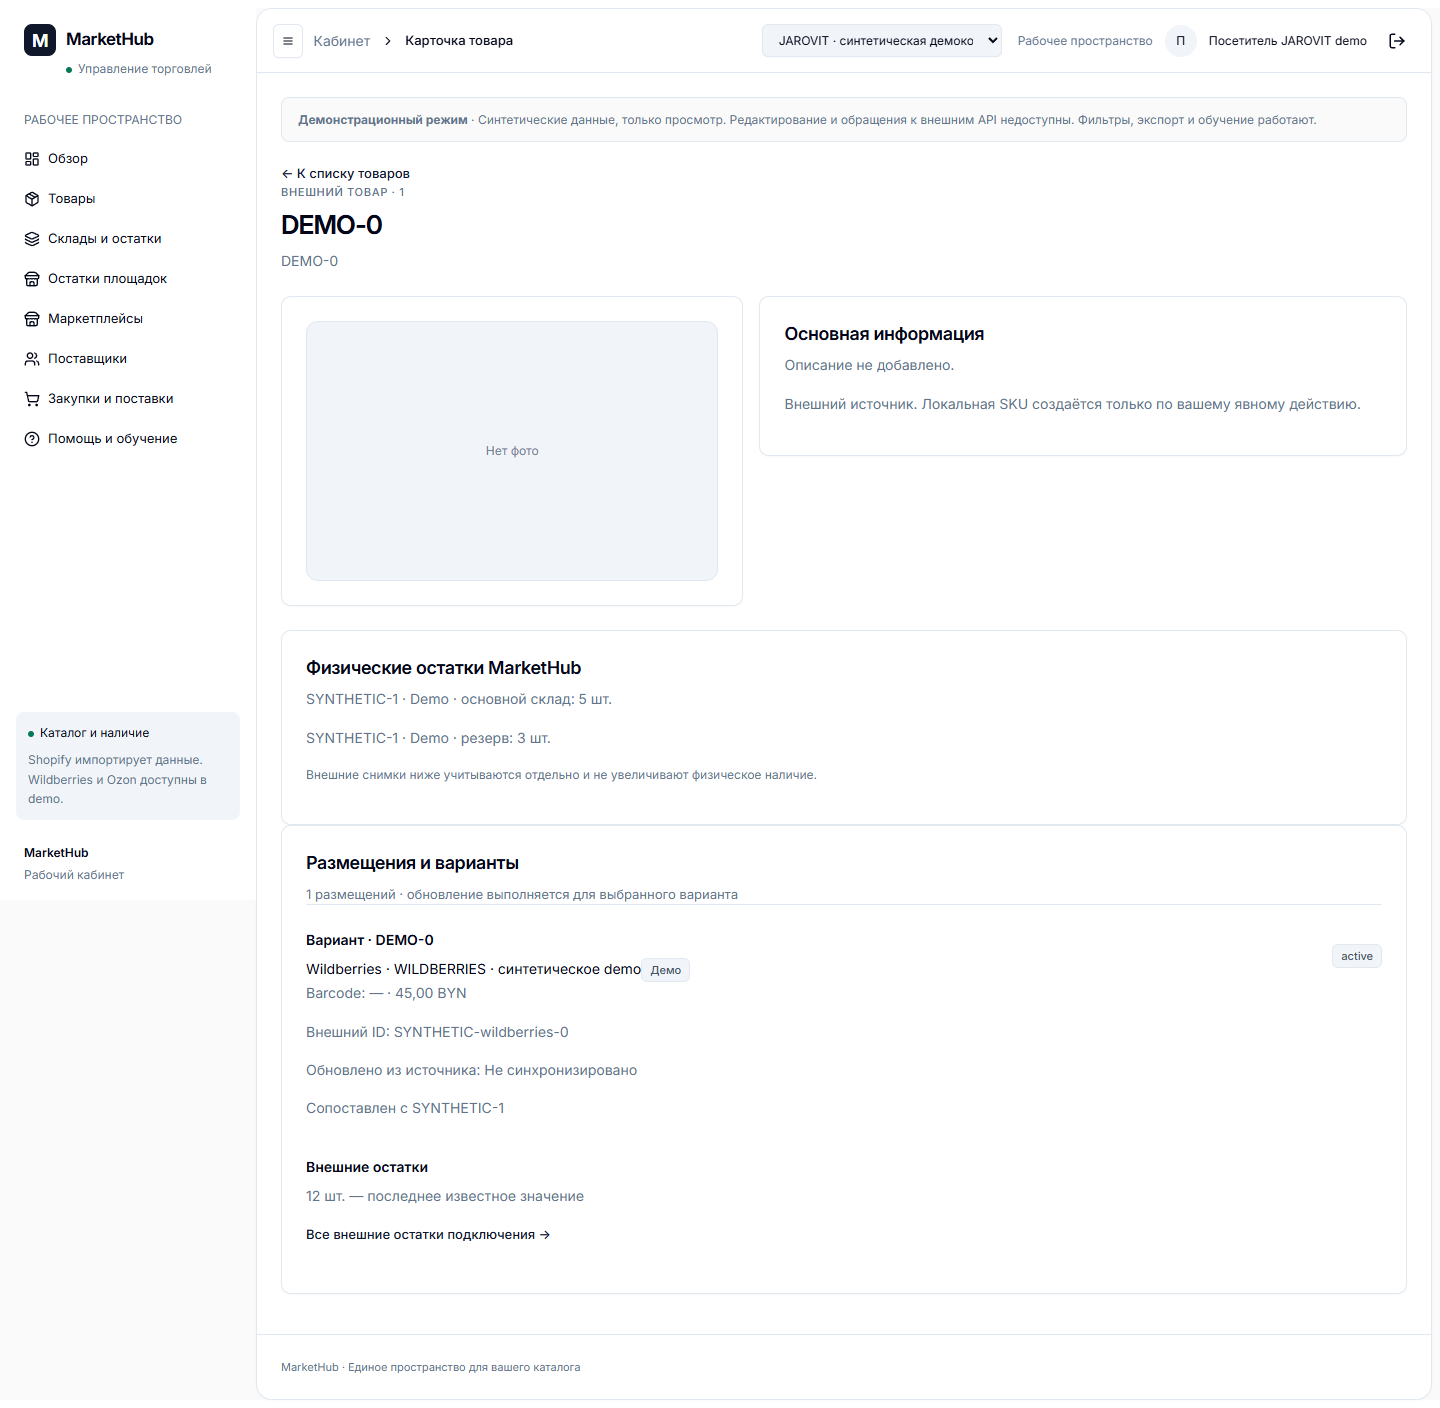 M MarketHub
Управление торговлей
РАБОЧЕЕ ПРОСТРАНСТВО
Обзор
Товары
Склады и остатки
Остатки площадок
Маркетплейсы
Поставщики
Закупки и поставки
Помощь и обучение
Каталог и наличие
Shopify импортирует данные.
Wildberries и Ozon доступны в
demo.
MarketHub
Рабочий кабинет
Кабинет > Карточка товара
JAROVIT · синтетическая демоко
Рабочее пространство
П
Посетитель JAROVIT demo
Демонстрационный режим · Синтетические данные, только просмотр. Редактирование и обращения к внешним API недоступны. Фильтры, экспорт и обучение работают.
← К списку товаров
ВНЕШНИЙ ТОВАР · 1
DEMO-0
DEMO-0
Нет фото
Основная информация
Описание не добавлено.
Внешний источник. Локальная SKU создаётся только по вашему явному действию.
Физические остатки MarketHub
SYNTHETIC-1 · Demo · основной склад: 5 шт.
SYNTHETIC-1 · Demo · резерв: 3 шт.
Внешние снимки ниже учитываются отдельно и не увеличивают физическое наличие.
Размещения и варианты
1 размещений · обновление выполняется для выбранного варианта
Вариант · DEMO-0
active
Wildberries · WILDBERRIES · синтетическое demo Демо
Barcode: — · 45,00 BYN
Внешний ID: SYNTHETIC-wildberries-0
Обновлено из источника: Не синхронизировано
Сопоставлен с SYNTHETIC-1
Внешние остатки
12 шт. — последнее известное значение
Все внешние остатки подключения →
MarketHub · Единое пространство для вашего каталога